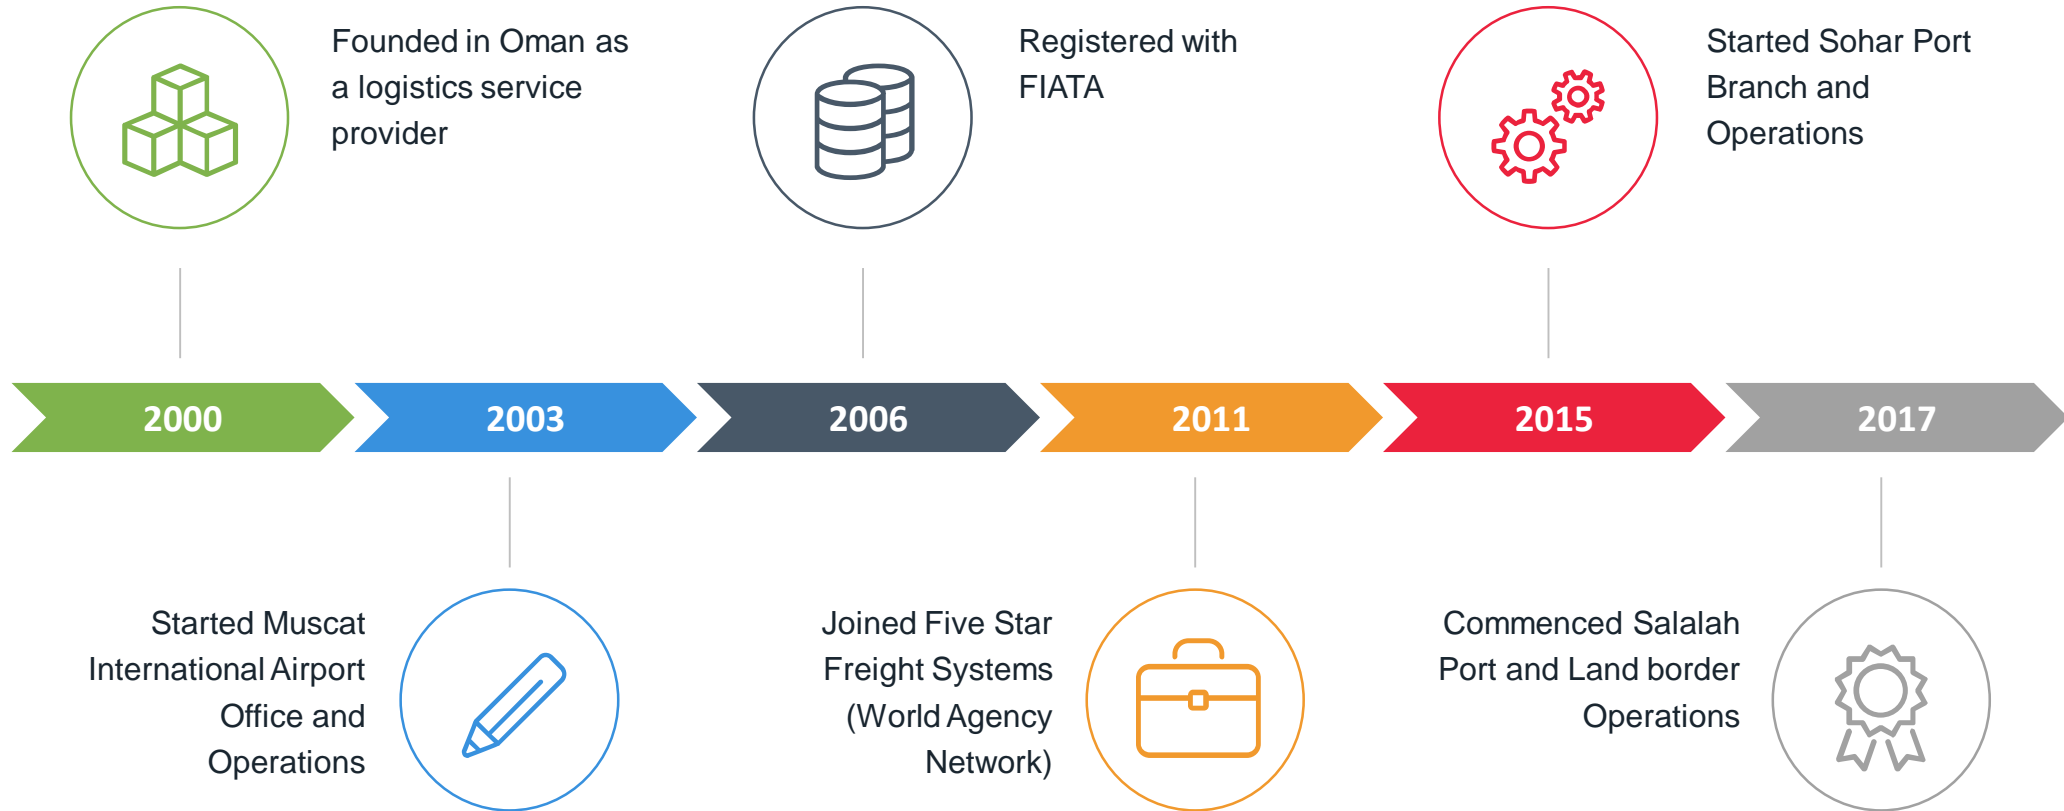 Founded in Oman as
a logistics service
provider
Registered with
FIATA
Started Sohar Port
Branch and
Operations
2000
2003
2006
2011
2015
2017
Started Muscat
International Airport
Office and
Operations
Joined Five Star
Freight Systems
(World Agency
Network)
Commenced Salalah
Port and Land border
Operations